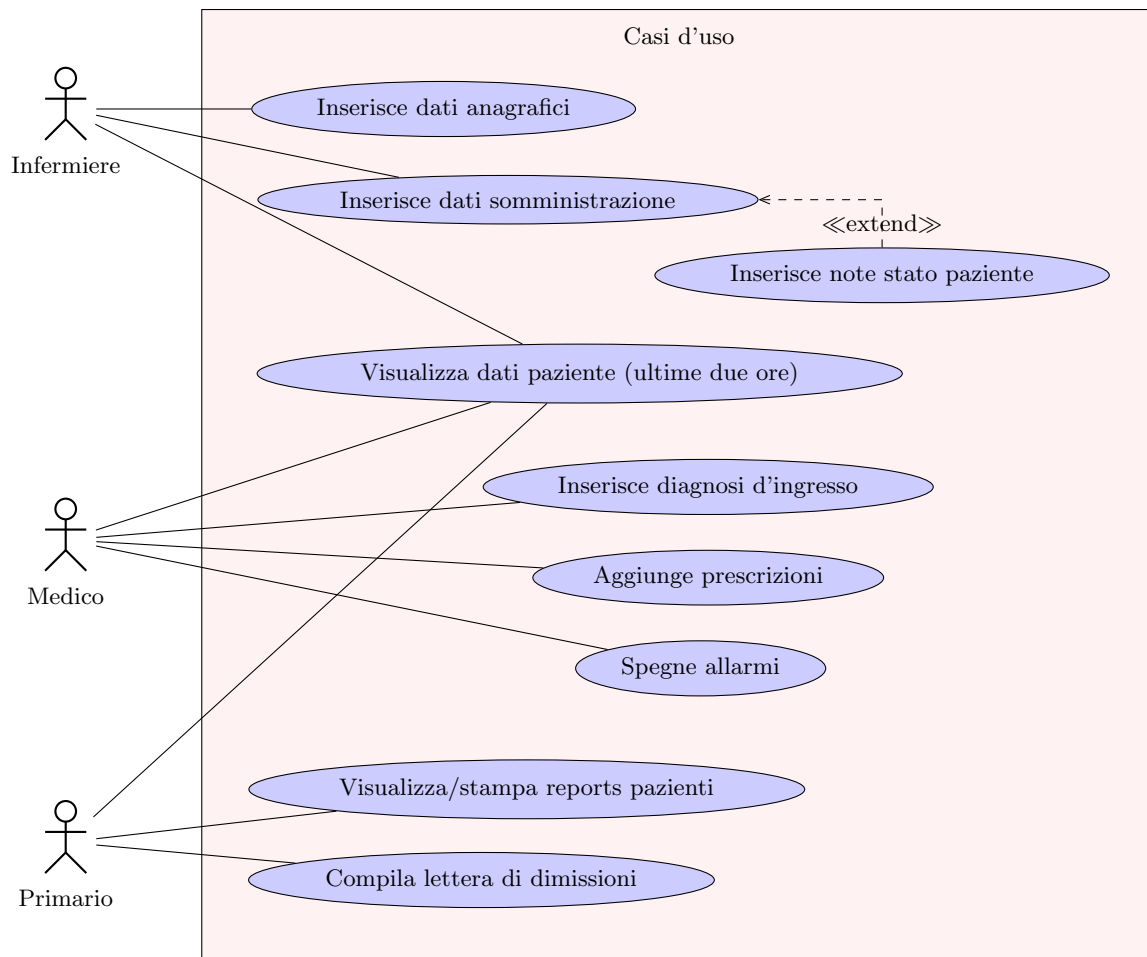 Casi d'uso
Inserisce dati anagrafici
Infermiere
Inserisce dati somministrazione
≪extend≫
Inserisce note stato paziente
Visualizza dati paziente (ultime due ore)
Inserisce diagnosi d'ingresso
Aggiunge prescrizioni
Medico
Spegne allarmi
Visualizza/stampa reports pazienti
Compila lettera di dimissioni
Primario